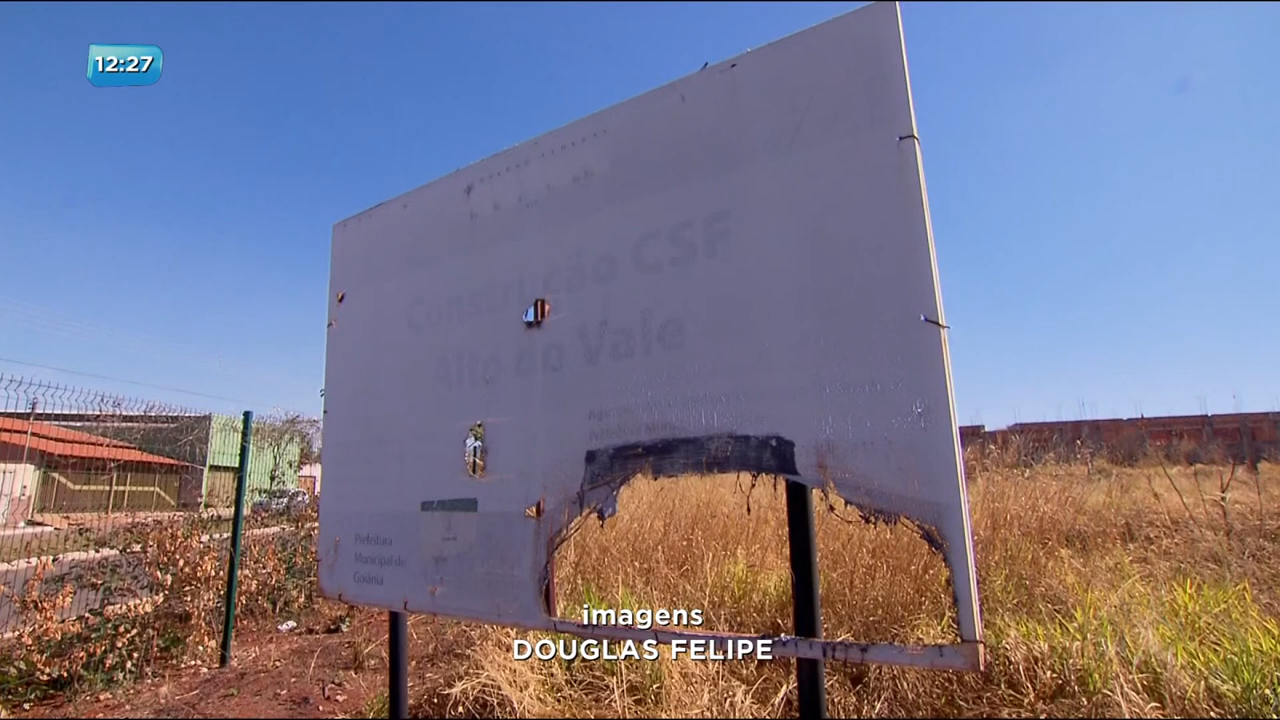 12:27
Construção CSF
Alto do Vale
Prefeitura
Municipal de
Goiânia
imagens
DOUGLAS FELIPE